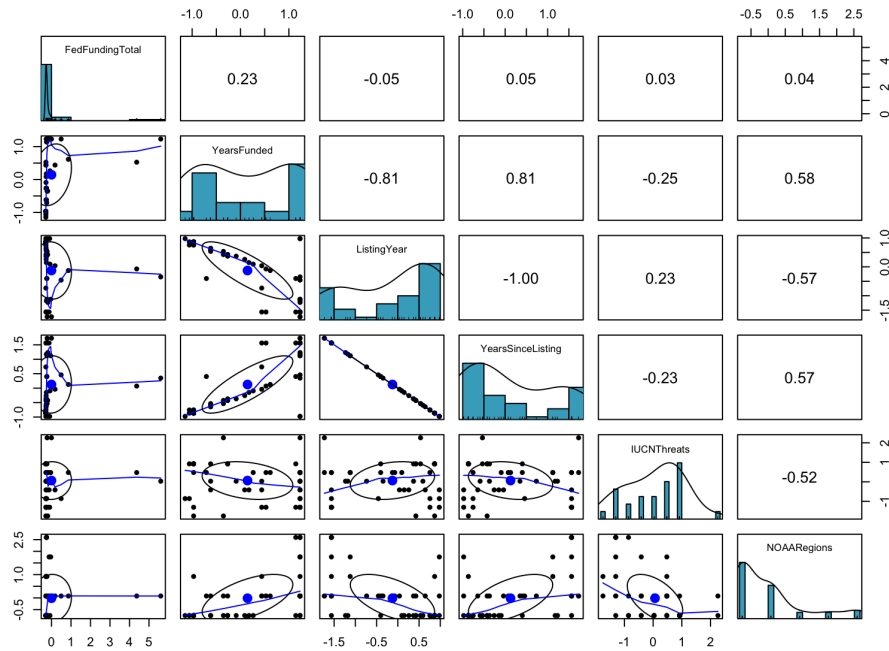 -1.0 0.0 1.0 -1.0 0.0 1.0 -0.5 0.5 1.5 2.5
FedFundingTotal 0.23 -0.05 0.05 0.03 0.04 0 2 4
-1.0 0.0 1.0 YearsFunded -0.81 0.81 -0.25 0.58
ListingYear -1.00 0.23 -0.57 -1.5 0.0 1.0
-1.0 0.5 1.5 YearsSinceListing -0.23 0.57
IUCNThreats -0.52 -1 1 2
-0.5 1.0 2.5 NOAARegions
0 1 2 3 4 5 -1.5 -0.5 0.5 -1 0 1 2